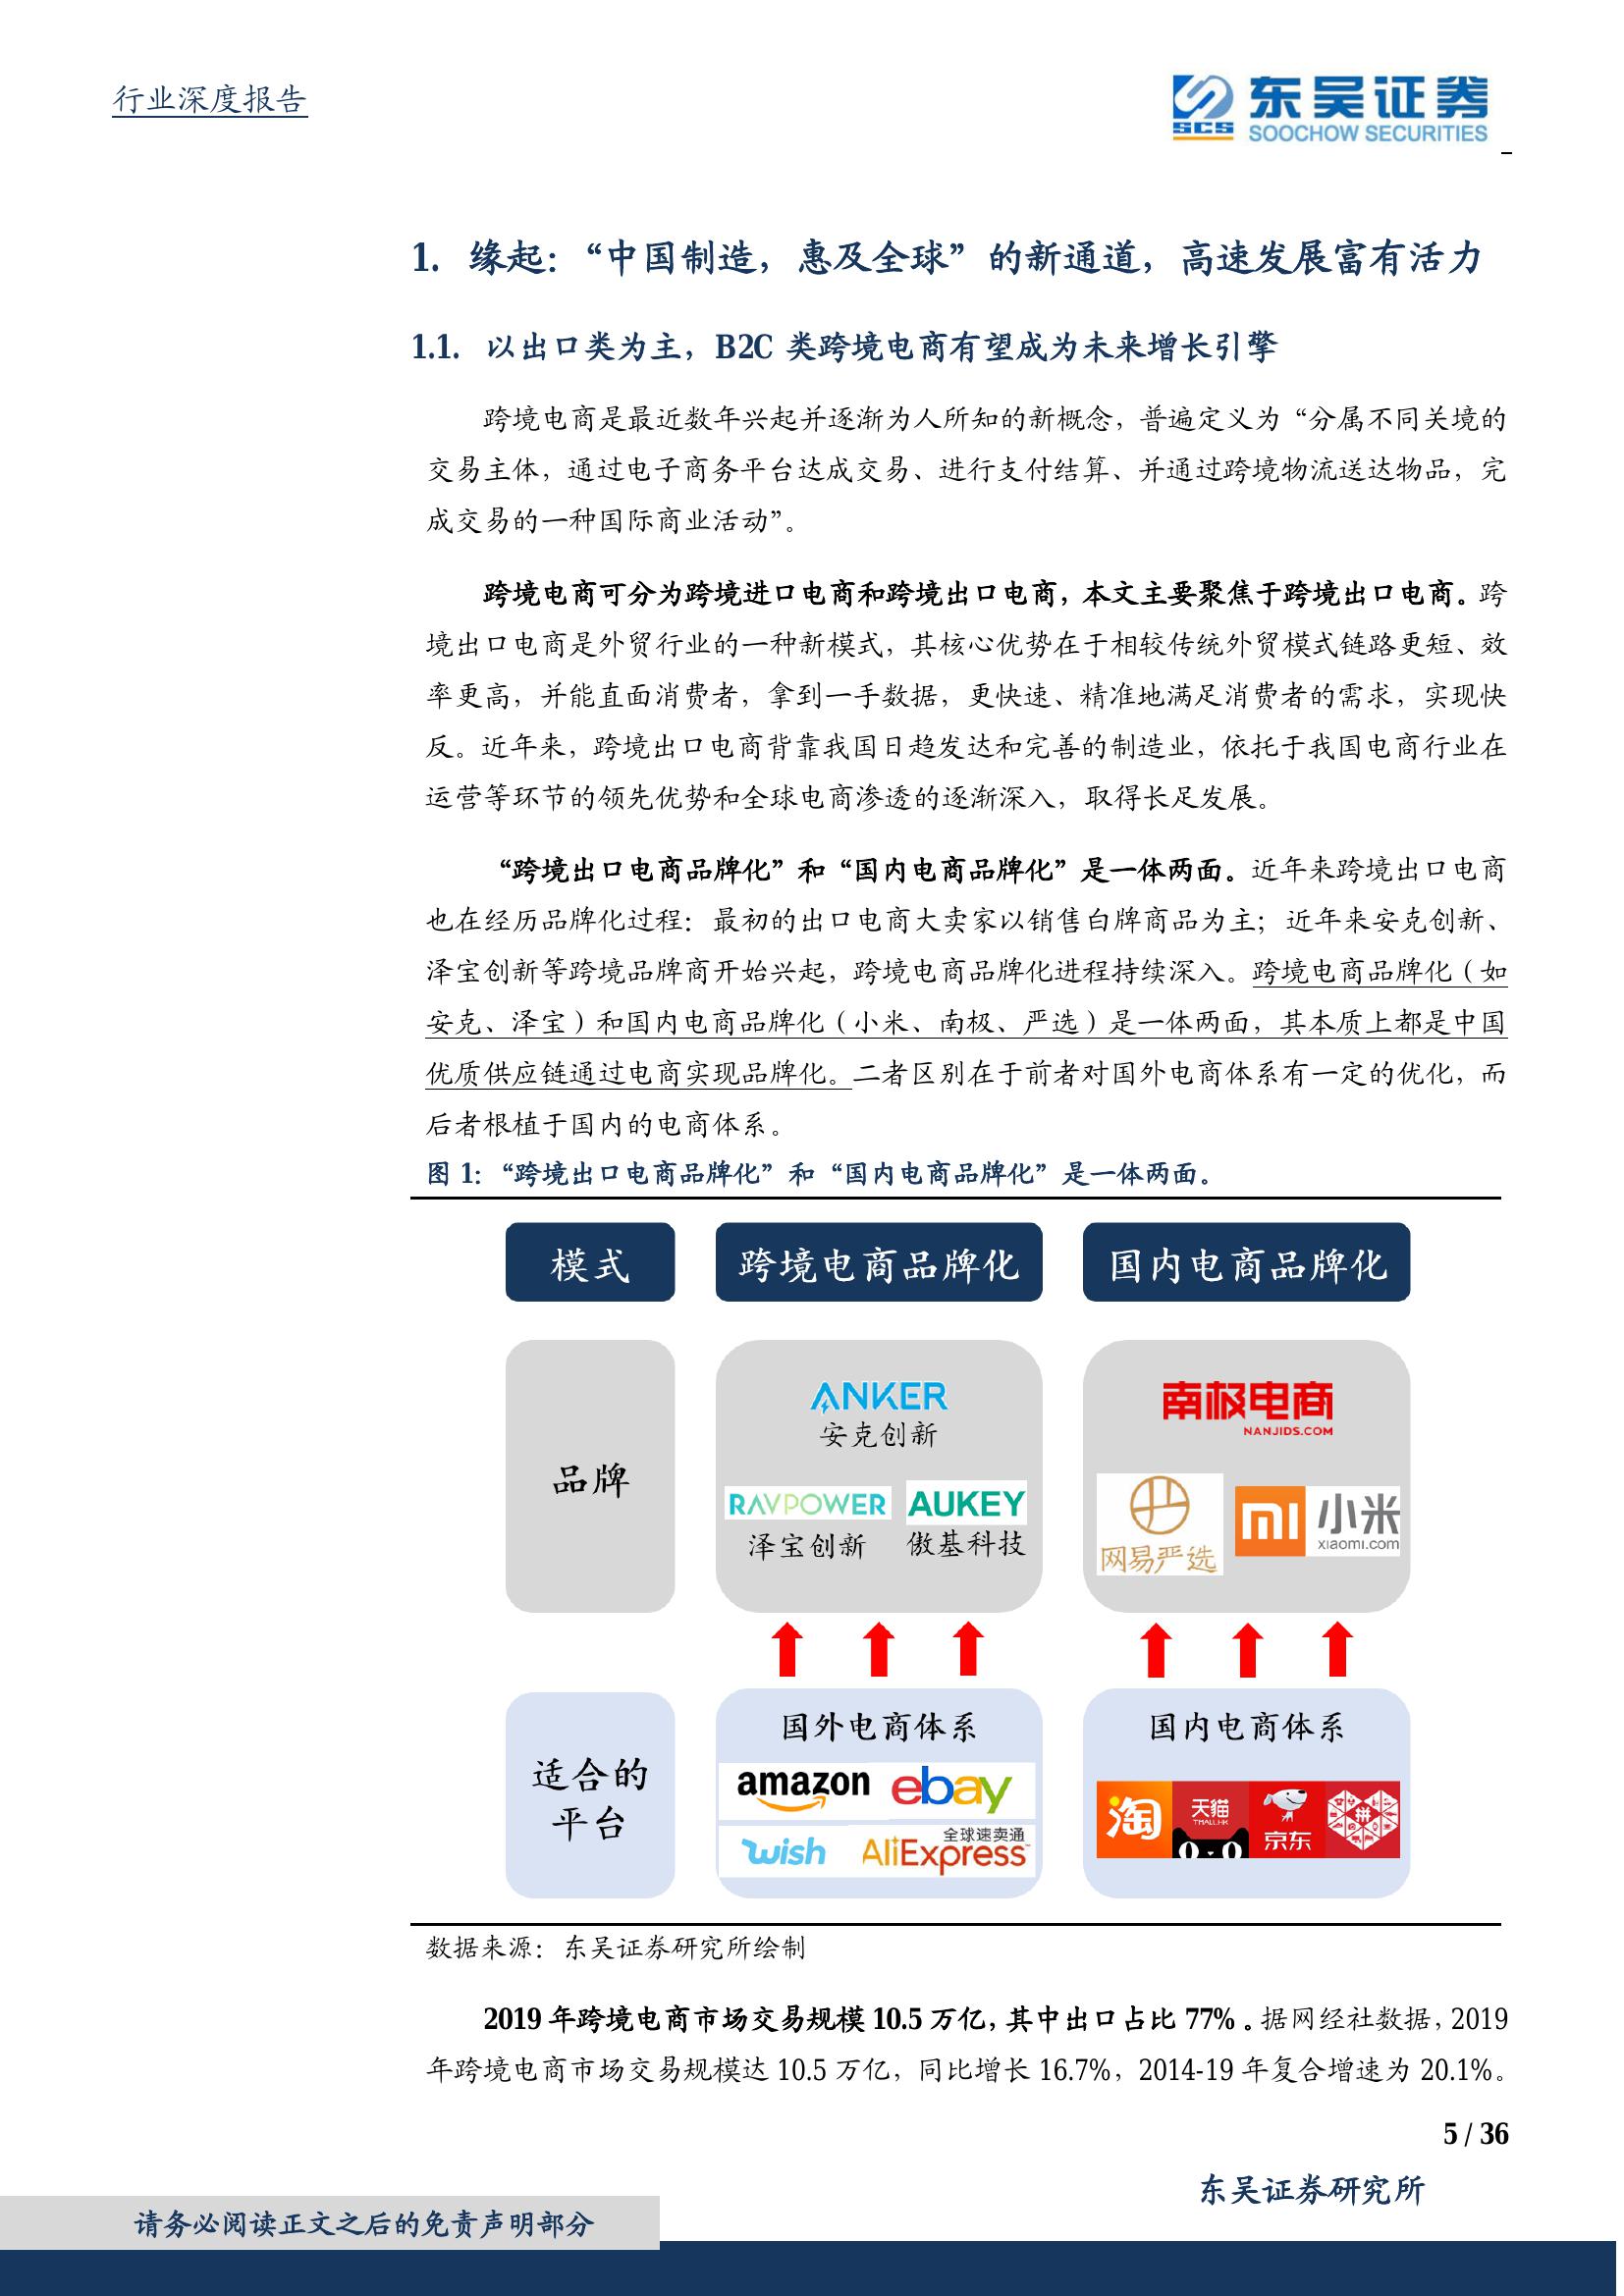 行业深度报告
SCS
东吴证券
SOOCHOW SECURITIES
1. 缘起：“中国制造，惠及全球”的新通道，高速发展富有活力
1.1. 以出口类为主，B2C 类跨境电商有望成为未来增长引擎
跨境电商是最近数年兴起并逐渐为人所知的新概念，普遍定义为“分属不同关境的
交易主体，通过电子商务平台达成交易、进行支付结算、并通过跨境物流送达物品，完
成交易的一种国际商业活动”。
跨境电商可分为跨境进口电商和跨境出口电商，本文主要聚焦于跨境出口电商。跨
境出口电商是外贸行业的一种新模式，其核心优势在于相较传统外贸模式链路更短、效
率更高，并能直面消费者，拿到一手数据，更快速、精准地满足消费者的需求，实现快
反。近年来，跨境出口电商背靠我国日趋发达和完善的制造业，依托于我国电商行业在
运营等环节的领先优势和全球电商渗透的逐渐深入，取得长足发展。
“跨境出口电商品牌化”和“国内电商品牌化”是一体两面。近年来跨境出口电商
也在经历品牌化过程：最初的出口电商大卖家以销售白牌商品为主；近年来安克创新、
泽宝创新等跨境品牌商开始兴起，跨境电商品牌化进程持续深入。跨境电商品牌化（如
安克、泽宝）和国内电商品牌化（小米、南极、严选）是一体两面，其本质上都是中国
优质供应链通过电商实现品牌化。二者区别在于前者对国外电商体系有一定的优化，而
后者根植于国内的电商体系。
图 1：“跨境出口电商品牌化”和“国内电商品牌化”是一体两面。
模式
跨境电商品牌化
国内电商品牌化
品牌
ANKER
安克创新
RAVPOWER
泽宝创新
AUKEY
傲基科技
南极电商
NANJIDS.COM
网易严选
mi
小米
xiaomi.com
适合的
平台
国外电商体系
amazon
ebay
wish
全球速卖通
AliExpress
国内电商体系
淘
天猫
TMALL.HK
京东
拼
数据来源：东吴证券研究所绘制
2019 年跨境电商市场交易规模 10.5 万亿，其中出口占比 77%。据网经社数据，2019
年跨境电商市场交易规模达 10.5 万亿，同比增长 16.7%，2014-19 年复合增速为 20.1%。
5 / 36
东吴证券研究所
请务必阅读正文之后的免责声明部分